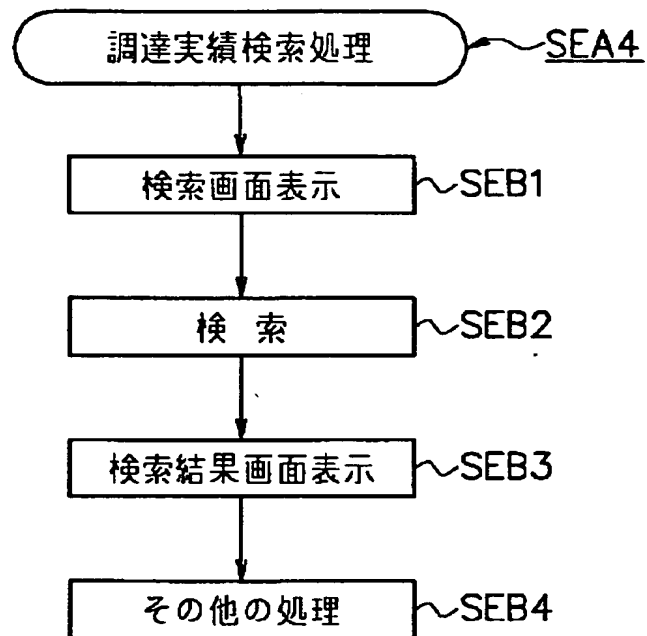 調達実績検索処理 SEA4
検索画面表示 SEB1
検 索 SEB2
検索結果画面表示 SEB3
その他の処理 SEB4